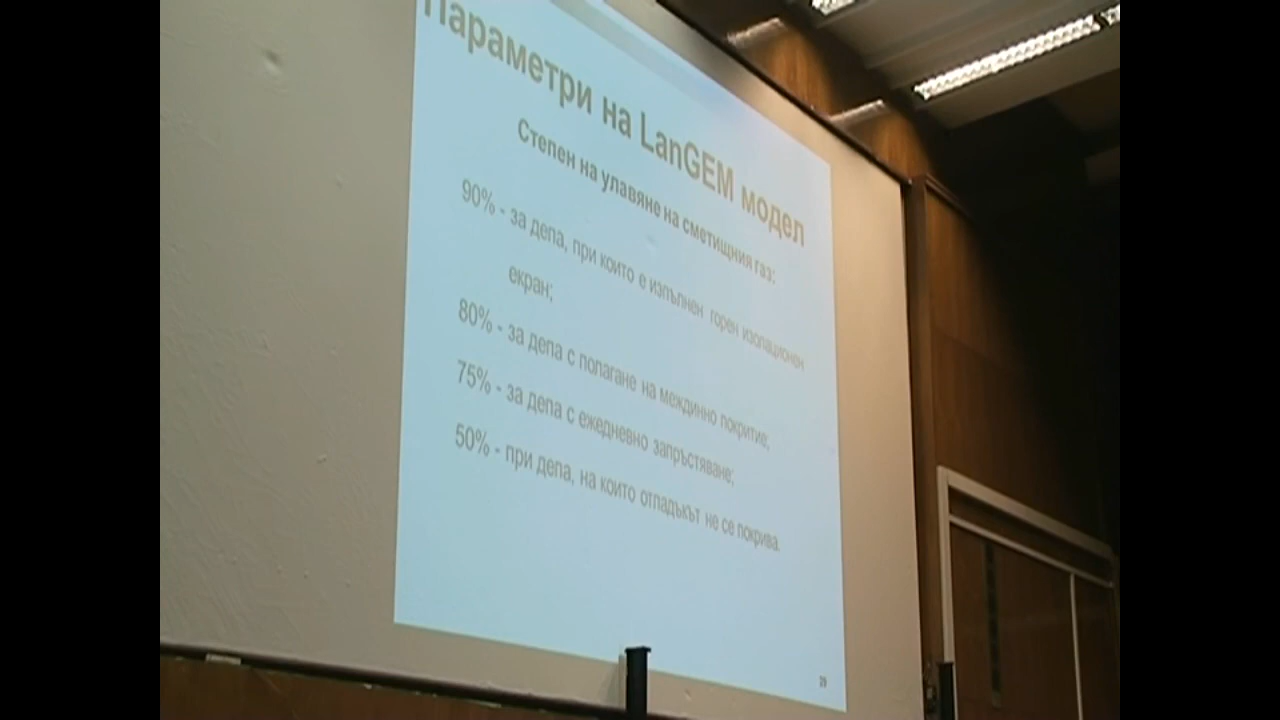 Параметри на LanGEM модел
Степен на улавяне на сметищния газ:
90% - за депа, при които е изпълнен горен изолационен
екран;
80% - за депа с полагане на междинно покритие;
75% - за депа с ежедневно запръстяване;
50% - при депа, на които отпадъкът не се покрива.
29